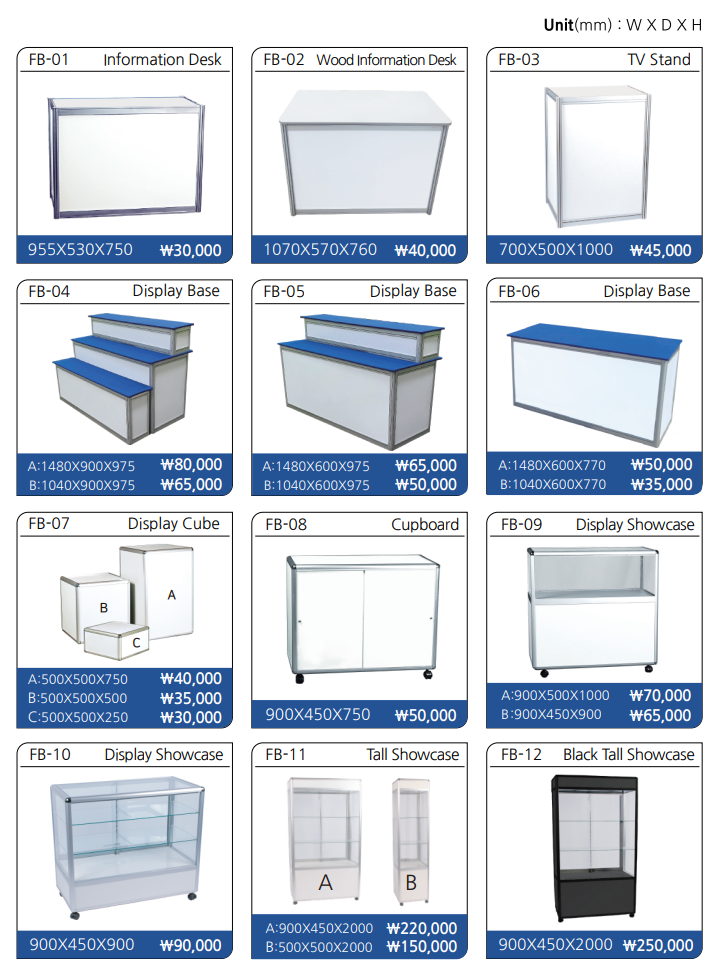 Unit(mm) : W X D X H
FB-01 Information Desk
955X530X750 ₩30,000
FB-02 Wood Information Desk
1070X570X760 ₩40,000
FB-03 TV Stand
700X500X1000 ₩45,000
FB-04 Display Base
A:1480X900X975 ₩80,000
B:1040X900X975 ₩65,000
FB-05 Display Base
A:1480X600X975 ₩65,000
B:1040X600X975 ₩50,000
FB-06 Display Base
A:1480X600X770 ₩50,000
B:1040X600X770 ₩35,000
FB-07 Display Cube
A
B
C
A:500X500X750 ₩40,000
B:500X500X500 ₩35,000
C:500X500X250 ₩30,000
FB-08 Cupboard
900X450X750 ₩50,000
FB-09 Display Showcase
A:900X500X1000 ₩70,000
B:900X450X900 ₩65,000
FB-10 Display Showcase
900X450X900 ₩90,000
FB-11 Tall Showcase
A B
A:900X450X2000 ₩220,000
B:500X500X2000 ₩150,000
FB-12 Black Tall Showcase
900X450X2000 ₩250,000